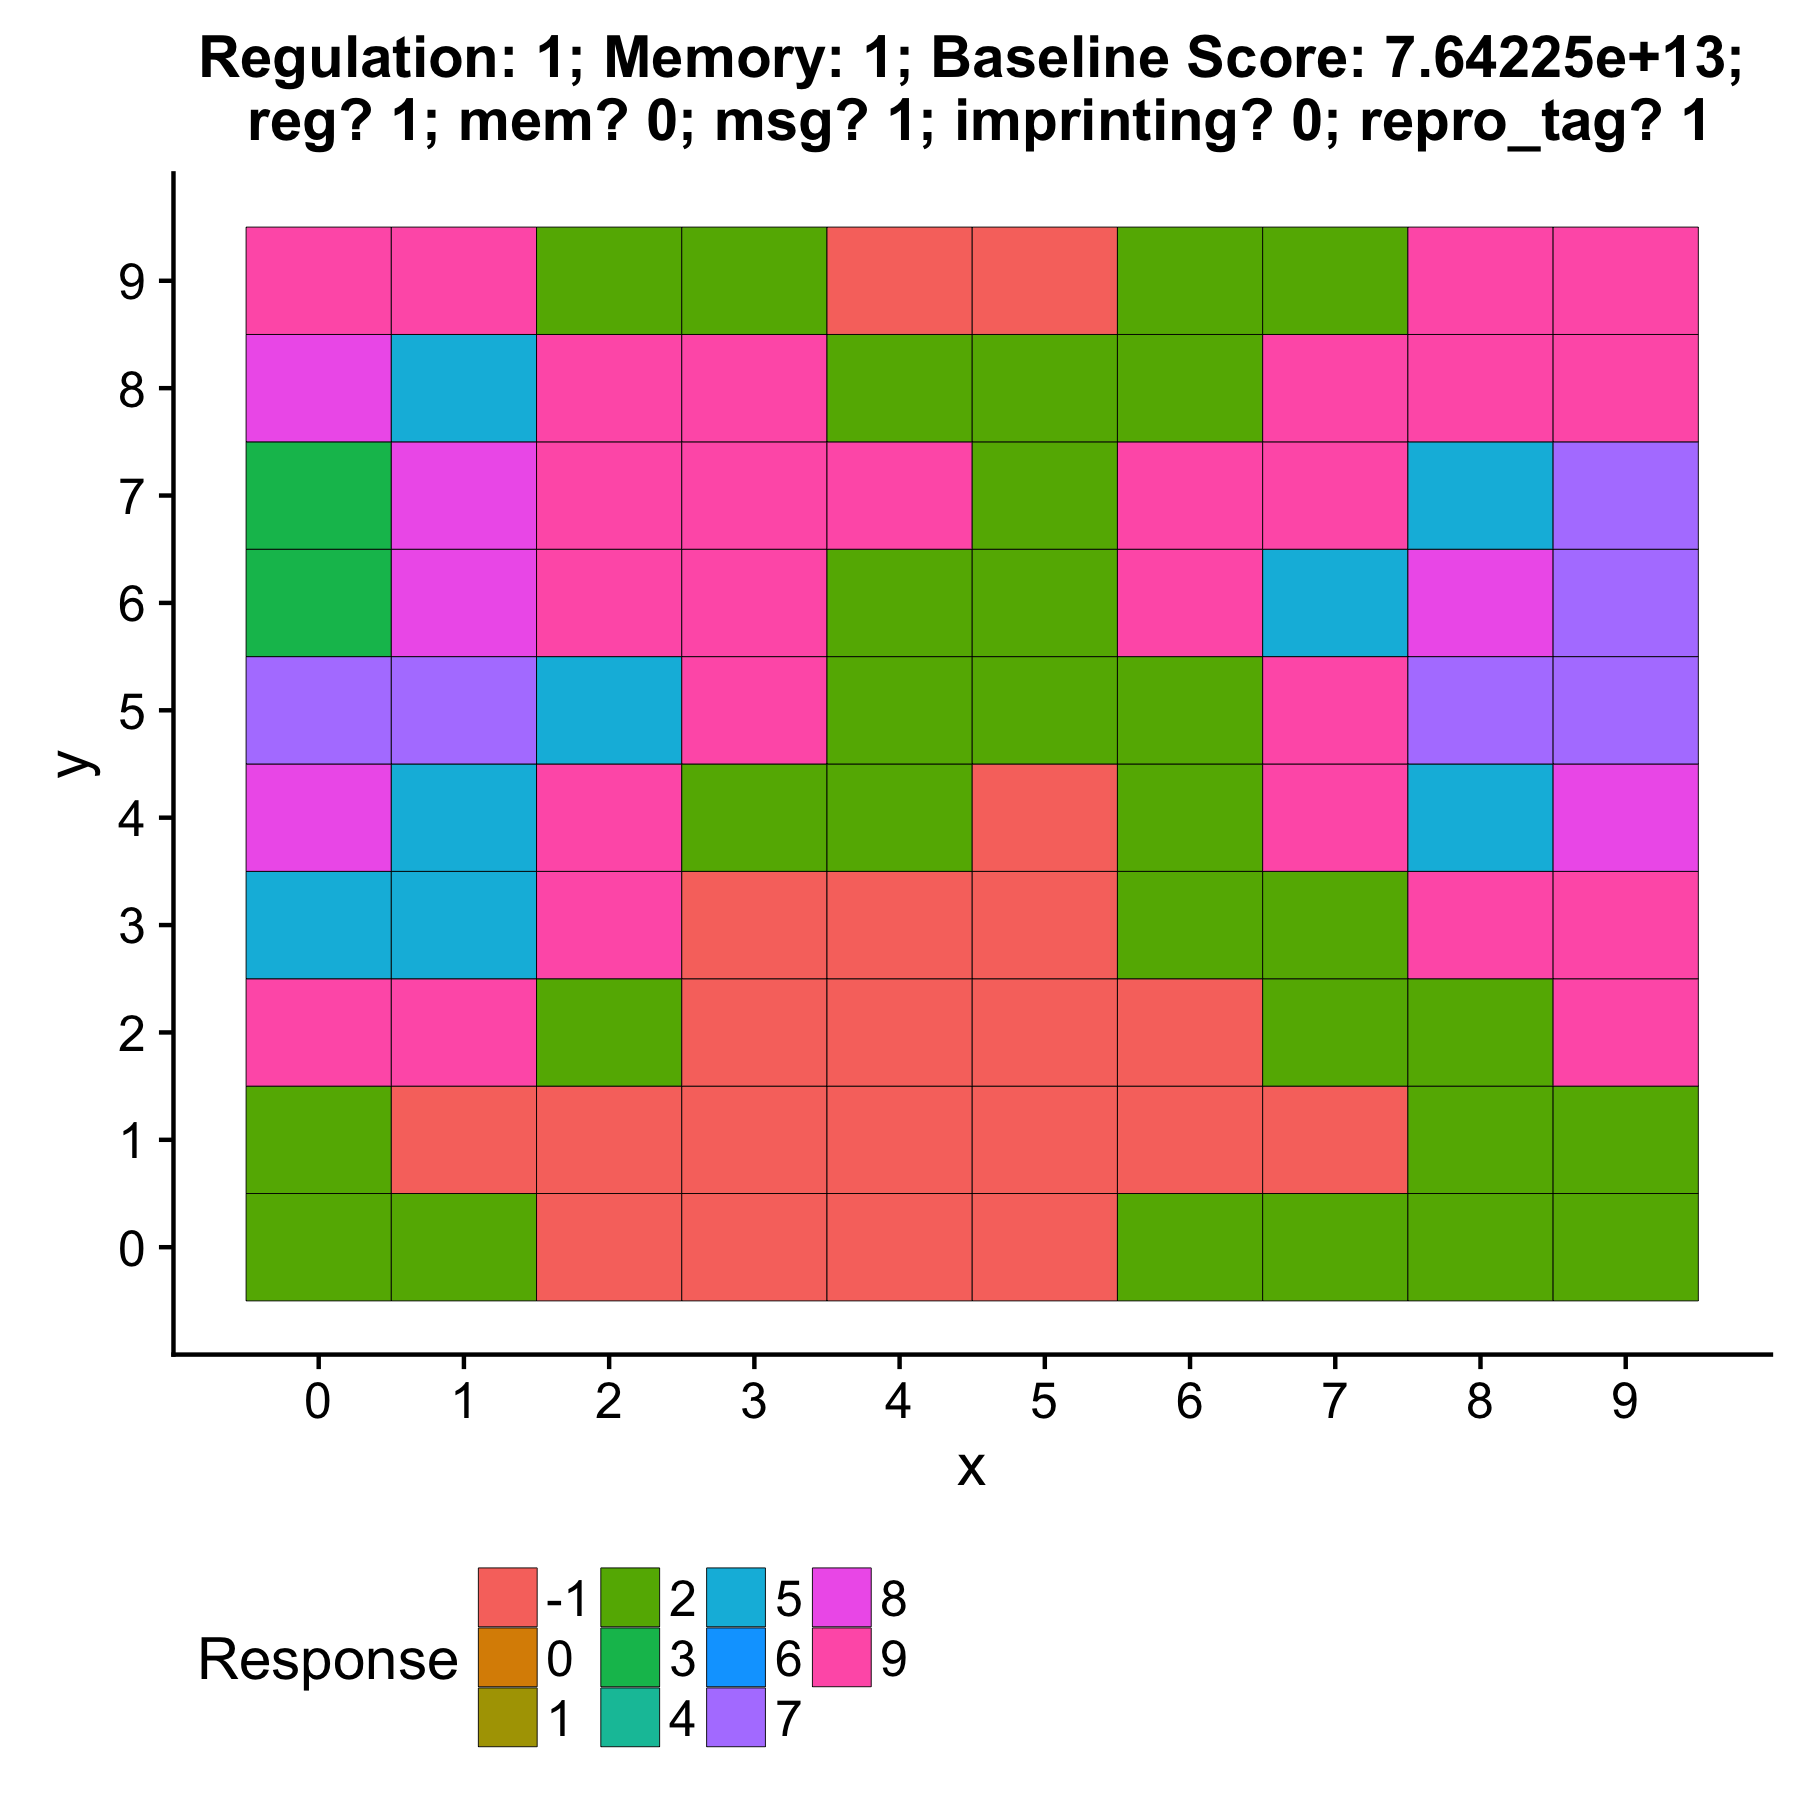 Regulation: 1; Memory: 1; Baseline Score: 7.64225e+13;
reg? 1; mem? 0; msg? 1; imprinting? 0; repro_tag? 1
y
9
8
7
6
5
4
3
2
1
0
0 1 2 3 4 5 6 7 8 9
x
Response
-1 2 5 8
0 3 6 9
1 4 7